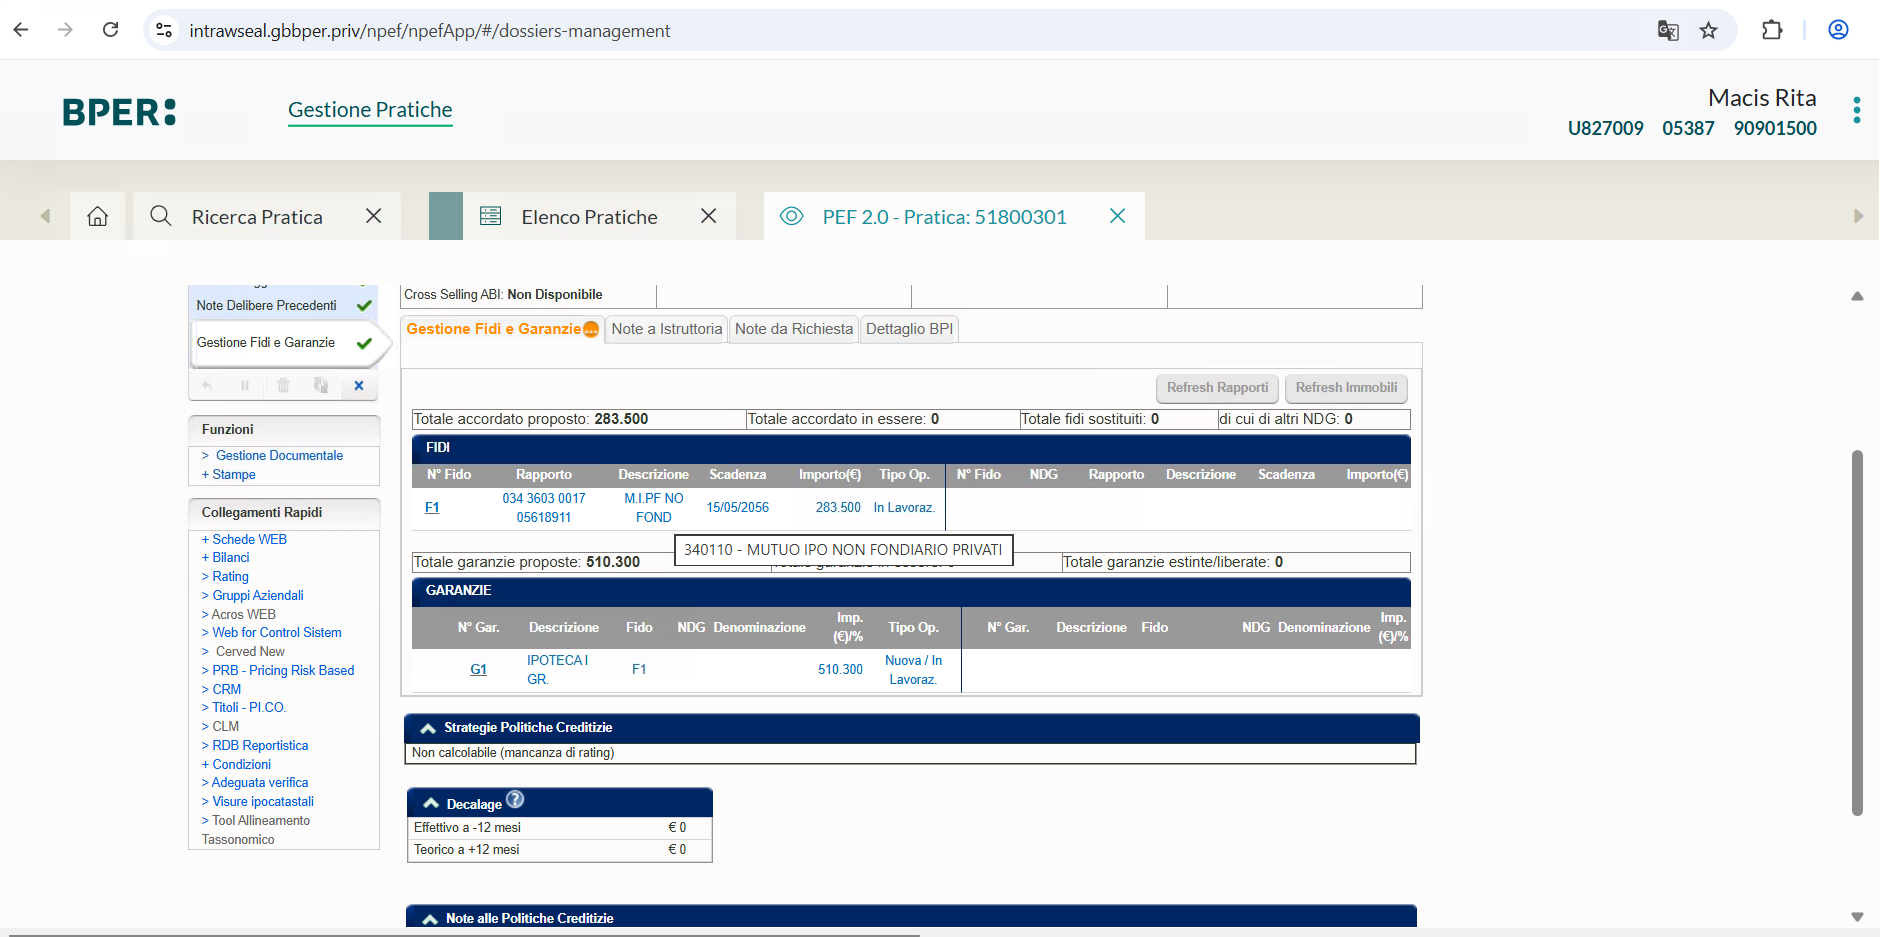 intrawseal.gbbper.priv/npef/npefApp/#/dossiers-management
BPER:
Gestione Pratiche
Macis Rita
U827009 05387 90901500
Ricerca Pratica
Elenco Pratiche
PEF 2.0 - Pratica: 51800301
Note Delibere Precedenti
Gestione Fidi e Garanzie
Funzioni
> Gestione Documentale
+ Stampe
Collegamenti Rapidi
+ Schede WEB
+ Bilanci
> Rating
> Gruppi Aziendali
> Acros WEB
> Web for Control Sistem
> Cerved New
> PRB - Pricing Risk Based
> CRM
> Titoli - PI.CO.
> CLM
> RDB Reportistica
+ Condizioni
> Adeguata verifica
> Visure ipocatastali
> Tool Allineamento
Tassonomico
Cross Selling ABI: Non Disponibile
Gestione Fidi e Garanzie Note a Istruttoria Note da Richiesta Dettaglio BPI
Refresh Rapporti Refresh Immobili
Totale accordato proposto: 283.500 Totale accordato in essere: 0 Totale fidi sostituiti: 0 di cui di altri NDG: 0
FIDI
N° Fido Rapporto Descrizione Scadenza Importo(€) Tipo Op. N° Fido NDG Rapporto Descrizione Scadenza Importo(€)
F1 034 3603 0017 05618911 M.I.PF NO FOND 15/05/2056 283.500 In Lavoraz.
340110 - MUTUO IPO NON FONDIARIO PRIVATI
Totale garanzie proposte: 510.300 Totale garanzie estinte/liberate: 0
GARANZIE
N° Gar. Descrizione Fido NDG Denominazione Imp. (€)/% Tipo Op. N° Gar. Descrizione Fido NDG Denominazione Imp. (€)/%
G1 IPOTECA I GR. F1 510.300 Nuova / In Lavoraz.
Strategie Politiche Creditizie
Non calcolabile (mancanza di rating)
Decalage ?
Effettivo a -12 mesi € 0
Teorico a +12 mesi € 0
Note alle Politiche Creditizie